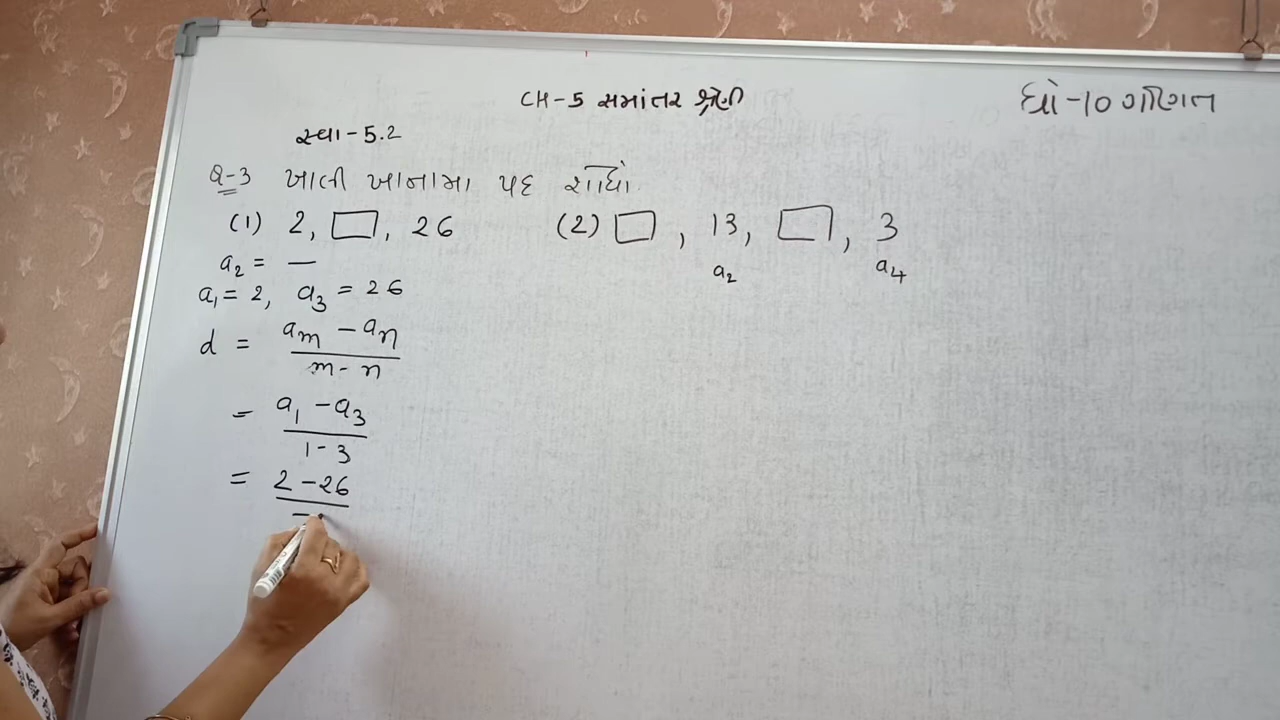 CH-5 સમાંતર શ્રેણી
ધો-10 ગણિત
સ્વા-5.2
Q-3 ખાલી ખાનામા પદ શોધો
(1) 2, □, 26
(2) □, 13, □, 3
a₂ a₄
a₂ = —
a₁ = 2, a₃ = 26
d = (aₘ - aₙ) / (m - n)
= (a₁ - a₃) / (1 - 3)
= (2 - 26) / -